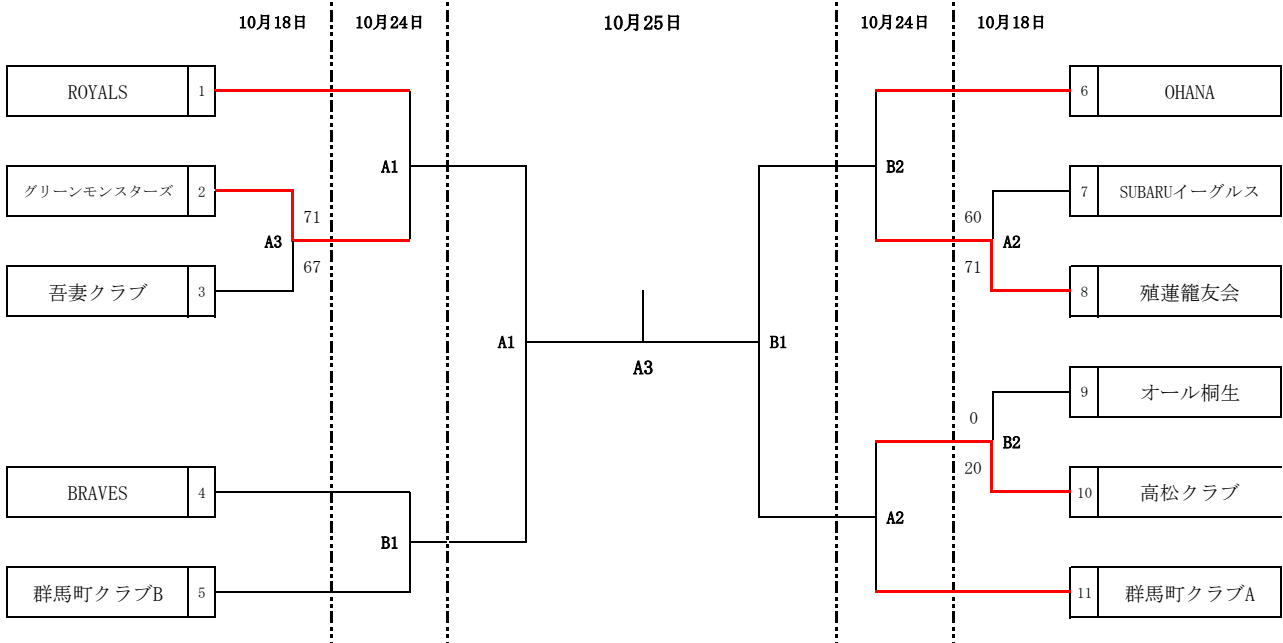 10月18日 10月24日 10月25日 10月24日 10月18日
ROYALS 1
6 OHANA
A1
B2
グリーンモンスターズ 2
7 SUBARUイーグルス
71
60
A3
A2
67
71
吾妻クラブ 3
8 殖蓮籠友会
A1
B1
A3
9 オール桐生
0
B2
20
BRAVES 4
10 高松クラブ
A2
B1
群馬町クラブB 5
11 群馬町クラブA